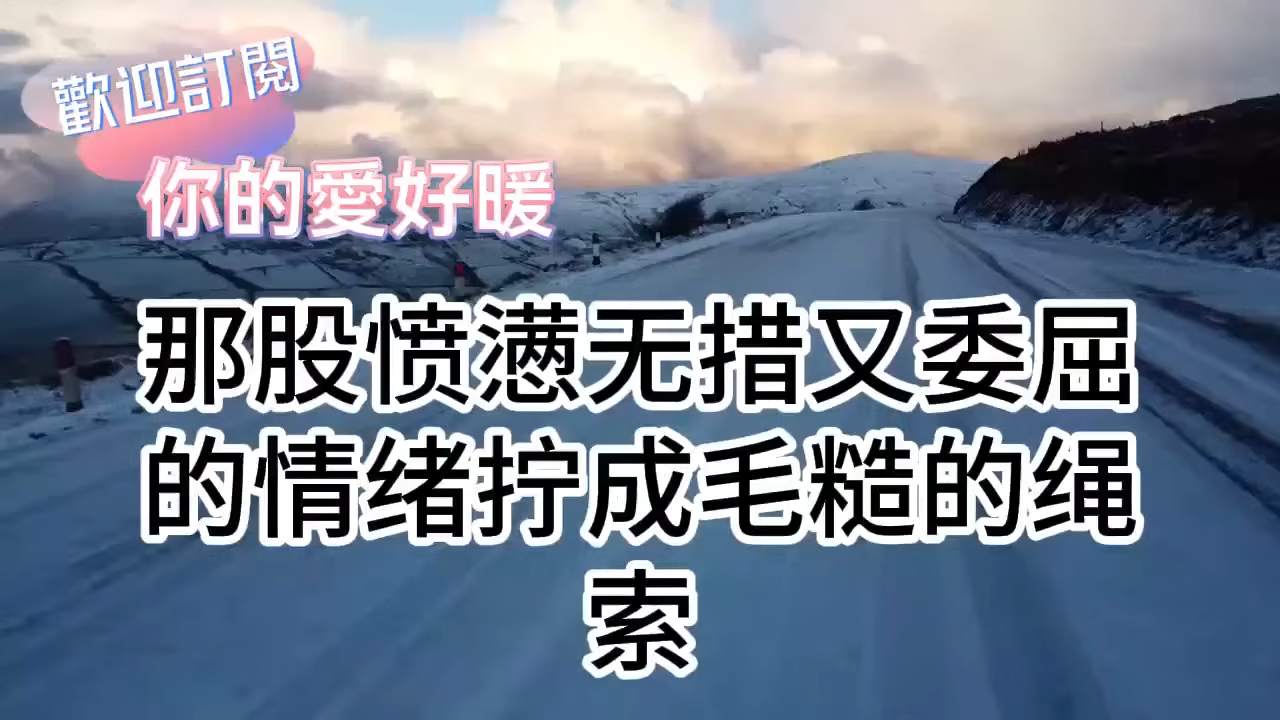 歡迎訂閱
你的愛好暖
那股愤懑无措又委屈
的情绪拧成毛糙的绳
索